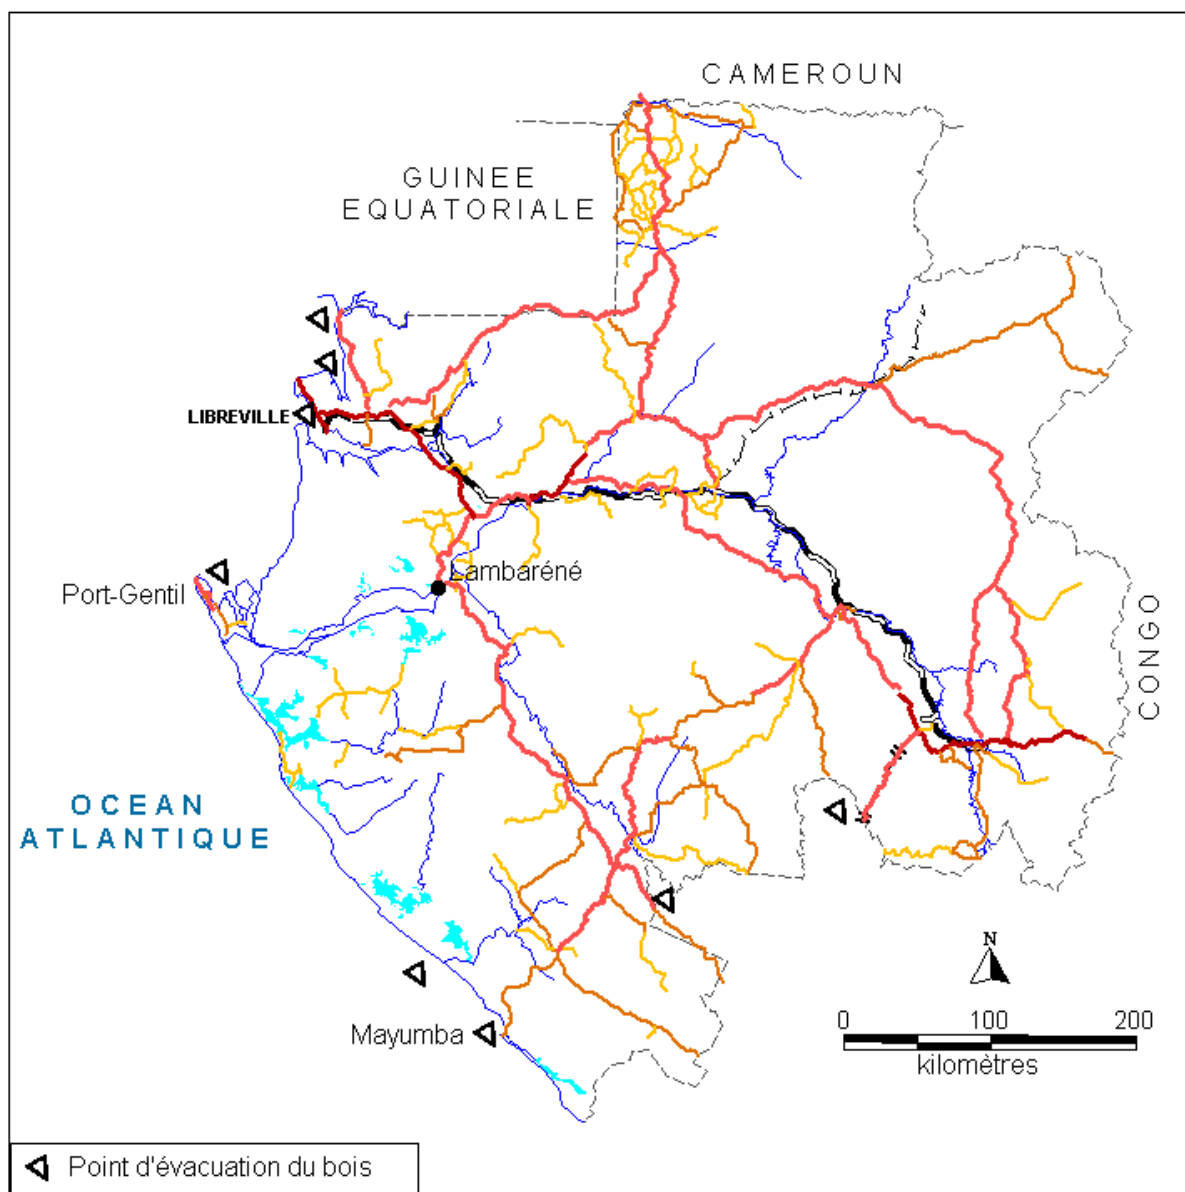 CAMEROUN
GUINEE
EQUATORIALE
LIBREVILLE
Lambaréné
Port-Gentil
CONGO
OCEAN
ATLANTIQUE
N
Mayumba
0 100 200
kilomètres
Point d'évacuation du bois